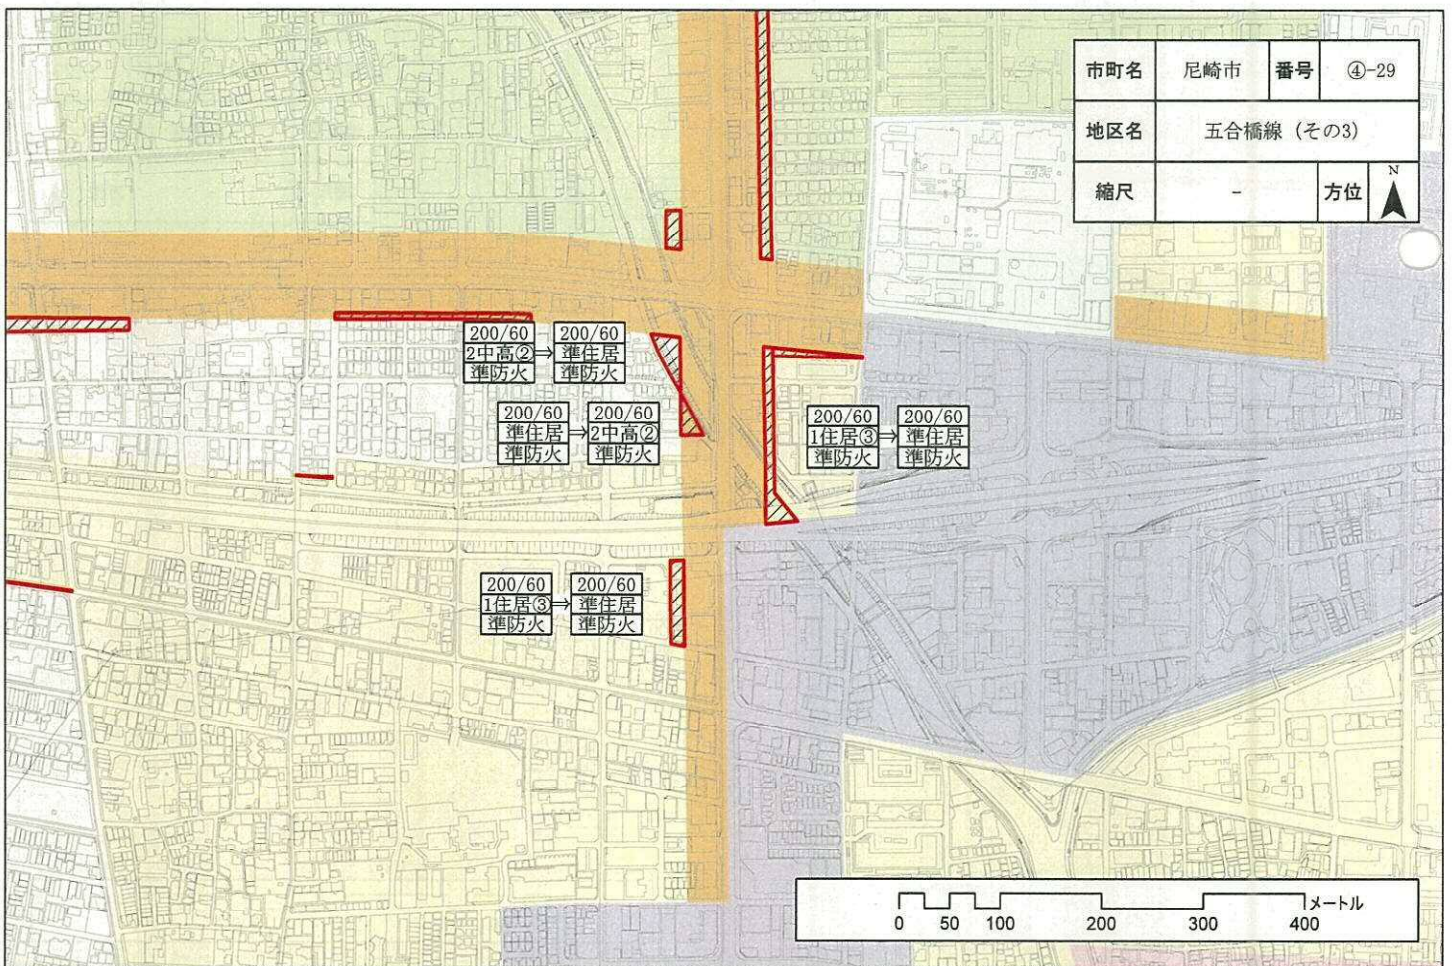 市町名 尼崎市 番号 ④-29
地区名 五合橋線（その3）
縮尺 - 方位 N
200/60 200/60
2中高②⇒準住居
準防火 準防火
200/60 200/60
準住居⇒2中高②
準防火 準防火
200/60 200/60
1住居③⇒準住居
準防火 準防火
200/60 200/60
1住居③⇒準住居
準防火 準防火
メートル
0 50 100 200 300 400